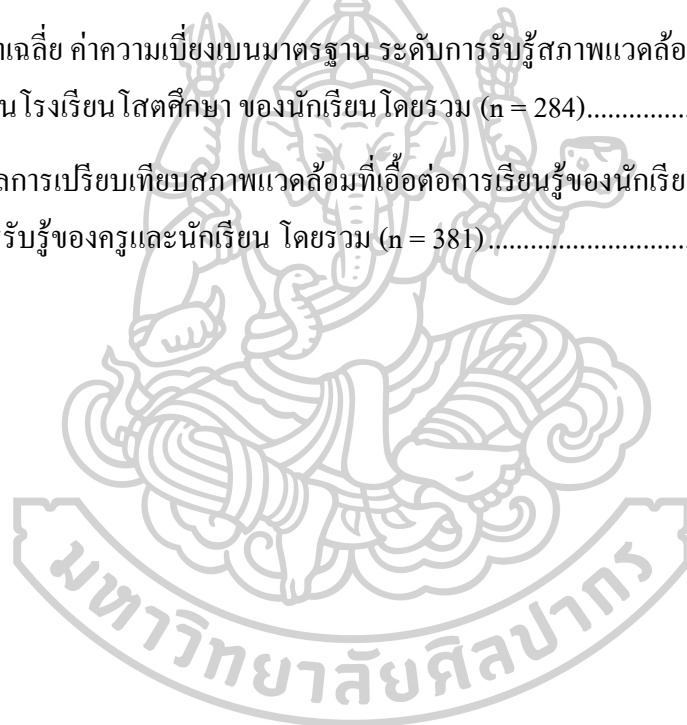 าเฉลี่ย ค่าความเบี่ยงเบนมาตรฐาน ระดับการรับรู้สภาพแวดล้อ
นโรงเรียนโสตศึกษา ของนักเรียนโดยรวม (n = 284)..............
ลการเปรียบเทียบสภาพแวดล้อมที่เอื้อต่อการเรียนรู้ของนักเรีย
รรับรู้ของครูและนักเรียน โดยรวม (n = 381)............................
มหาวิทยาลัยศิลปากร